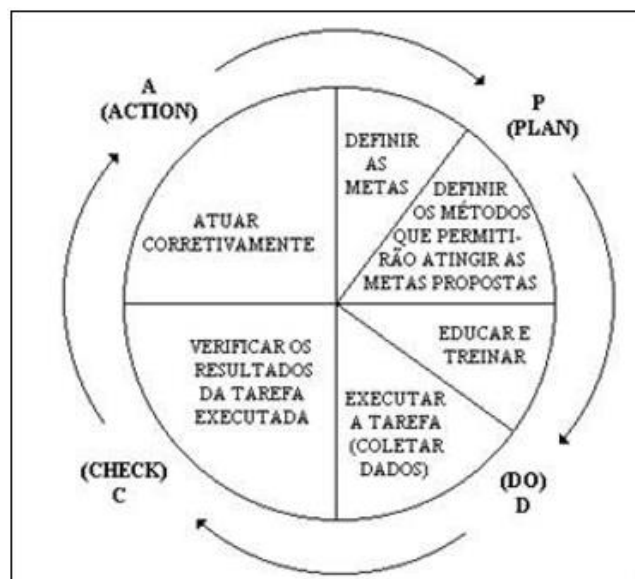 A
(ACTION)
P
(PLAN)
DEFINIR
AS
METAS
DEFINIR
OS MÉTODOS
QUE PERMITI-
RÃO ATINGIR AS
METAS PROPOSTAS
ATUAR
CORRETIVAMENTE
VERIFICAR OS
RESULTADOS
DA TAREFA
EXECUTADA
EDUCAR E
TREINAR
EXECUTAR
A TAREFA
(COLETAR
DADOS)
(CHECK)
C
(DO)
D